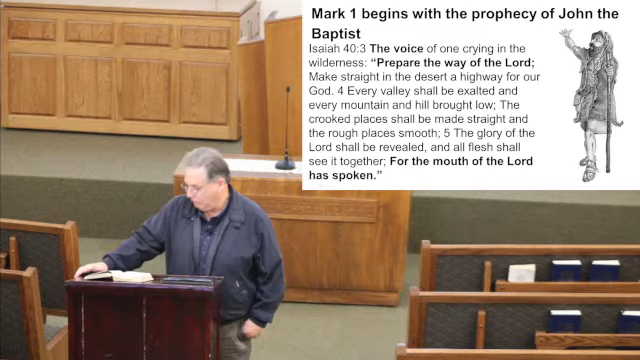 Mark 1 begins with the prophecy of John the
Baptist
Isaiah 40:3 The voice of one crying in the
wilderness: “Prepare the way of the Lord;
Make straight in the desert a highway for our
God. 4 Every valley shall be exalted and
every mountain and hill brought low; The
crooked places shall be made straight and
the rough places smooth; 5 The glory of the
Lord shall be revealed, and all flesh shall
see it together; For the mouth of the Lord
has spoken.”